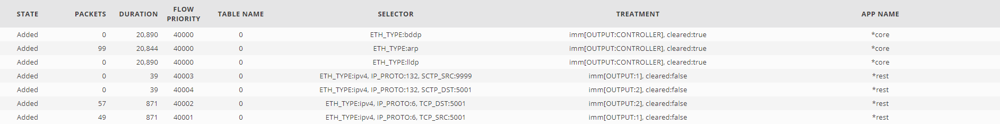 STATE PACKETS DURATION FLOW PRIORITY TABLE NAME SELECTOR TREATMENT APP NAME
Added 0 20,890 40000 0 ETH_TYPE:bddp imm[OUTPUT:CONTROLLER], cleared:true *core
Added 99 20,844 40000 0 ETH_TYPE:arp imm[OUTPUT:CONTROLLER], cleared:true *core
Added 0 20,890 40000 0 ETH_TYPE:lldp imm[OUTPUT:CONTROLLER], cleared:true *core
Added 0 39 40003 0 ETH_TYPE:ipv4, IP_PROTO:132, SCTP_SRC:9999 imm[OUTPUT:1], cleared:false *rest
Added 0 39 40004 0 ETH_TYPE:ipv4, IP_PROTO:132, SCTP_DST:5001 imm[OUTPUT:2], cleared:false *rest
Added 57 871 40002 0 ETH_TYPE:ipv4, IP_PROTO:6, TCP_DST:5001 imm[OUTPUT:2], cleared:false *rest
Added 49 871 40001 0 ETH_TYPE:ipv4, IP_PROTO:6, TCP_SRC:5001 imm[OUTPUT:1], cleared:false *rest